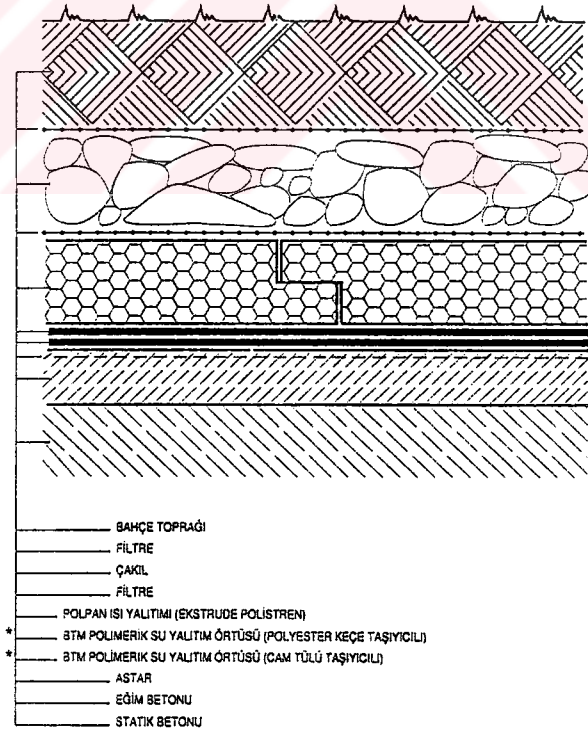 BAHÇE TOPRAĞI
FİLTRE
ÇAKIL
FİLTRE
POLPAN ISI YALITIMI (EKSTRUDE POLİSTREN)
* BTM POLİMERİK SU YALITIM ÖRTÜSÜ (POLYESTER KEÇE TAŞIYICILI)
* BTM POLİMERİK SU YALITIM ÖRTÜSÜ (CAM TÜLÜ TAŞIYICILI)
ASTAR
EĞİM BETONU
STATİK BETONU